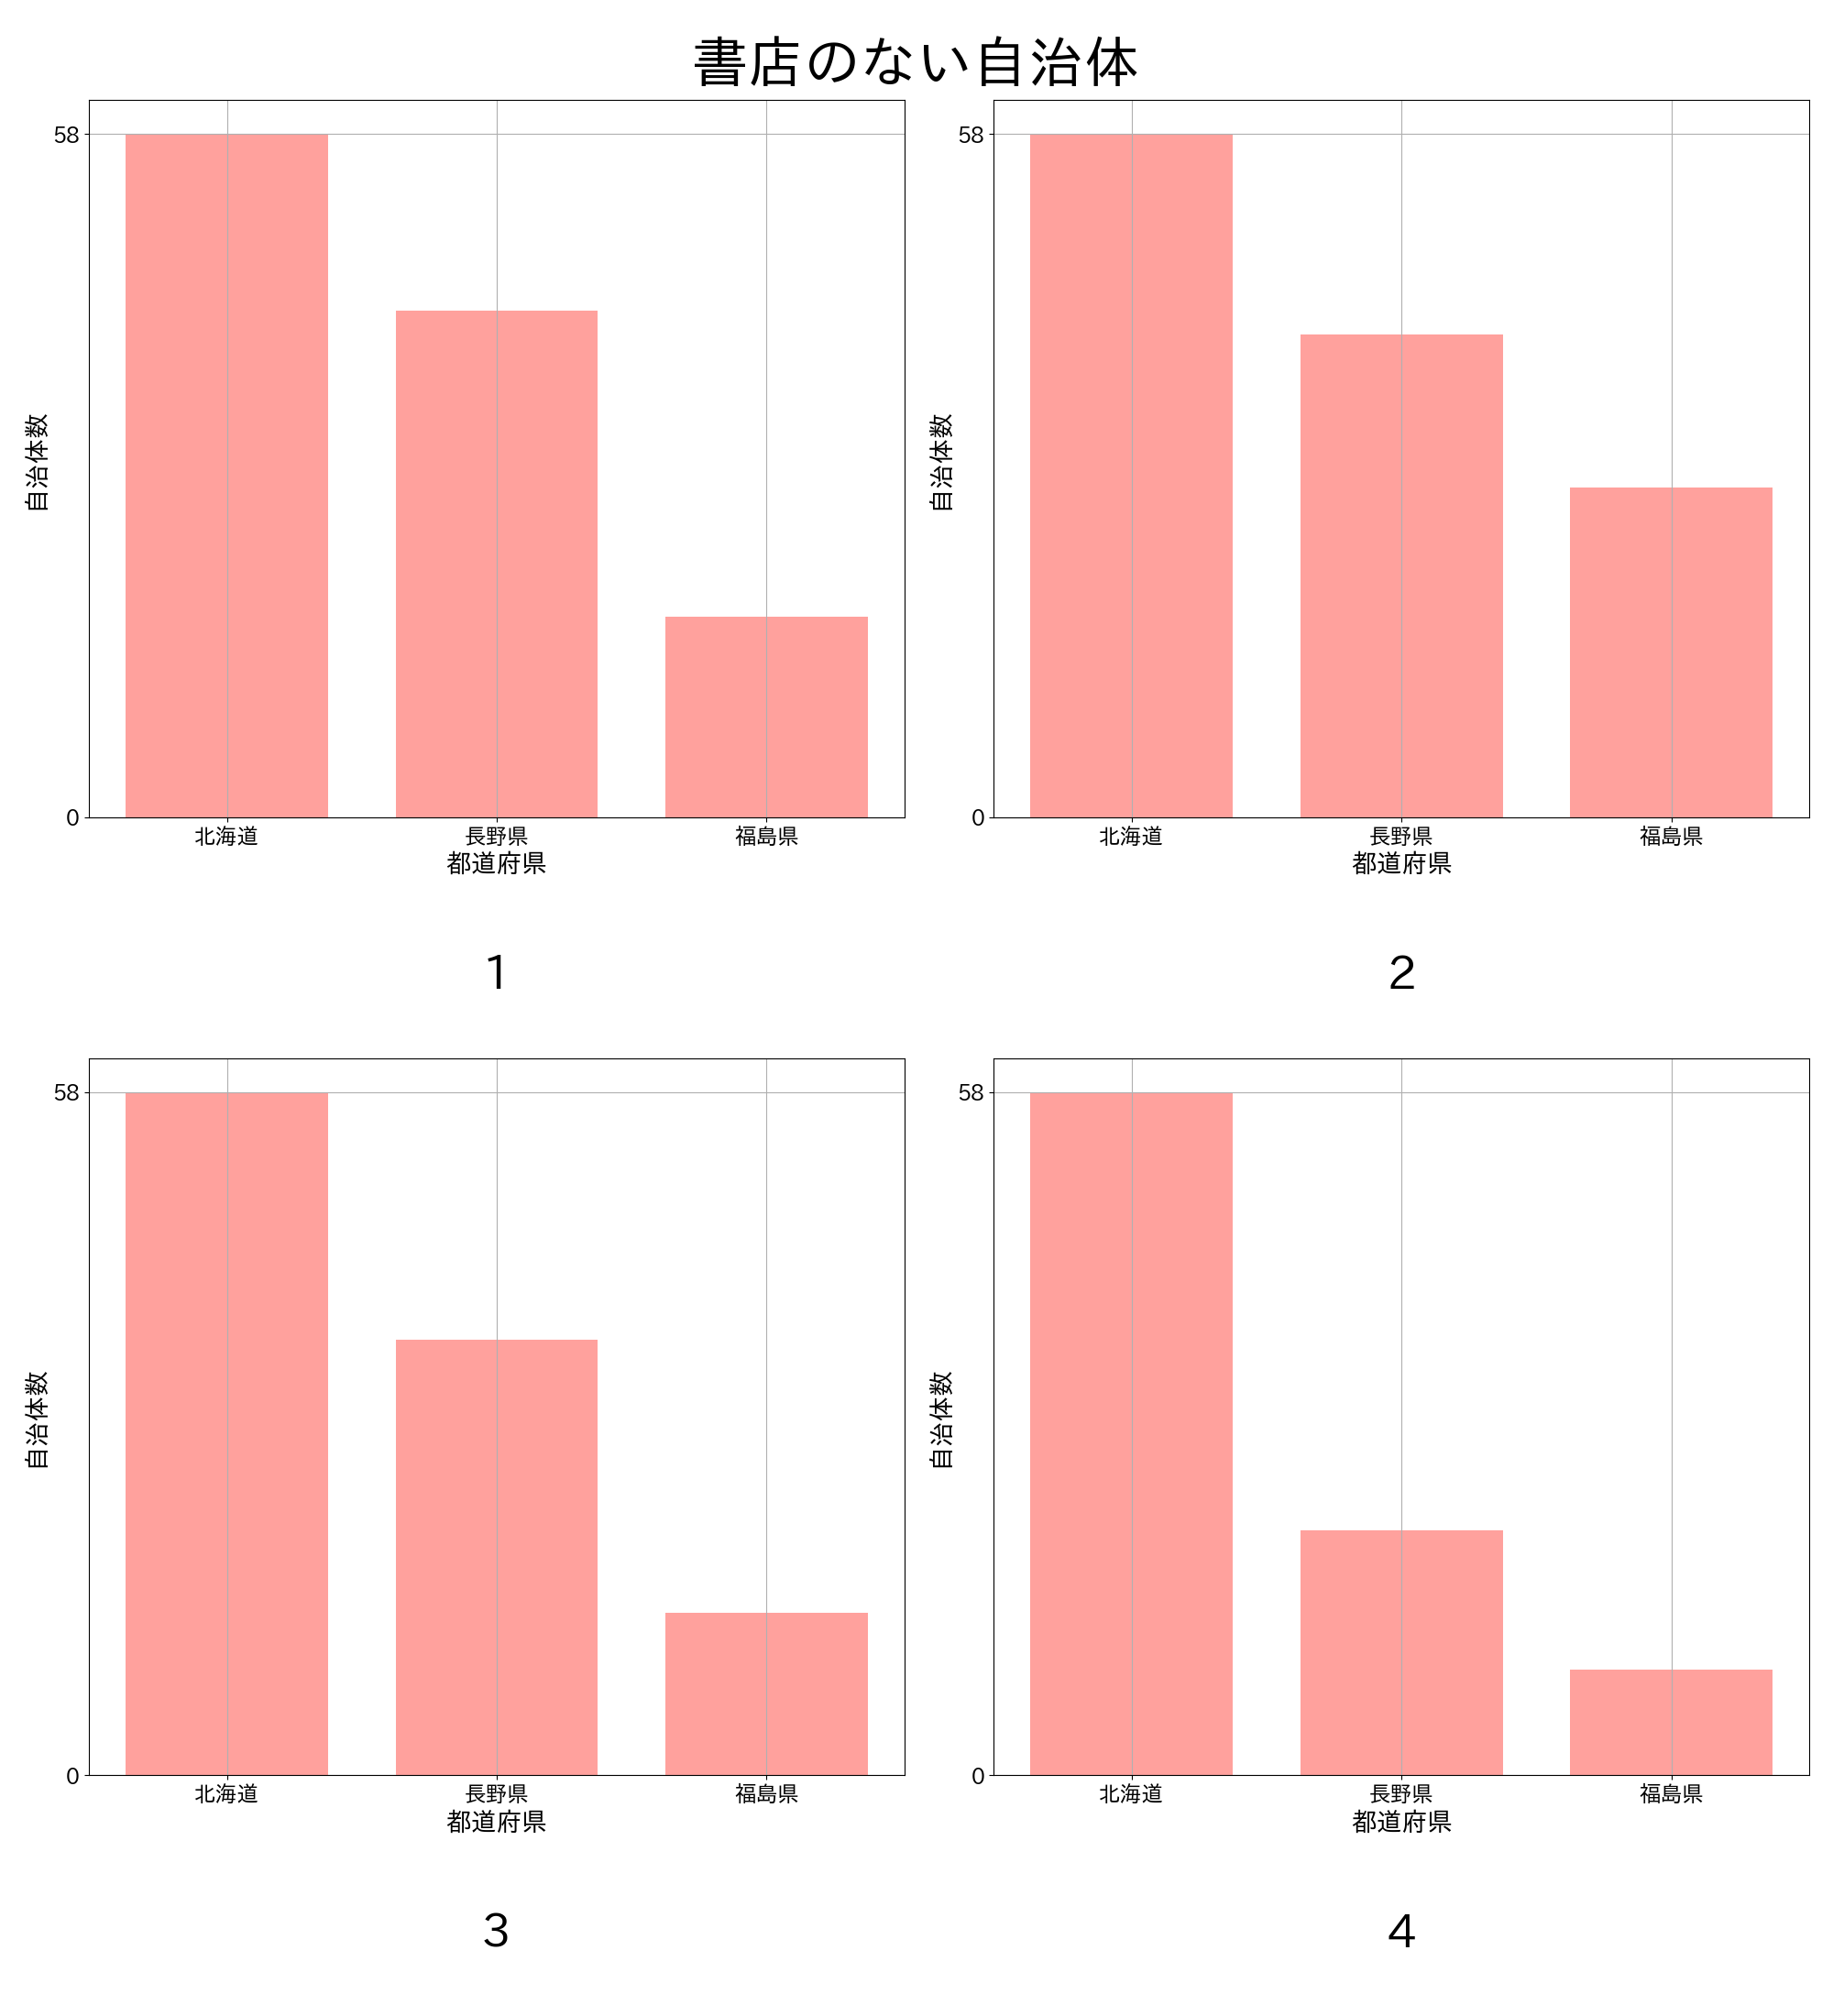 書店のない自治体
58
0
自治体数
北海道 長野県 福島県
都道府県
1
58
0
自治体数
北海道 長野県 福島県
都道府県
2
58
0
自治体数
北海道 長野県 福島県
都道府県
3
58
0
自治体数
北海道 長野県 福島県
都道府県
4